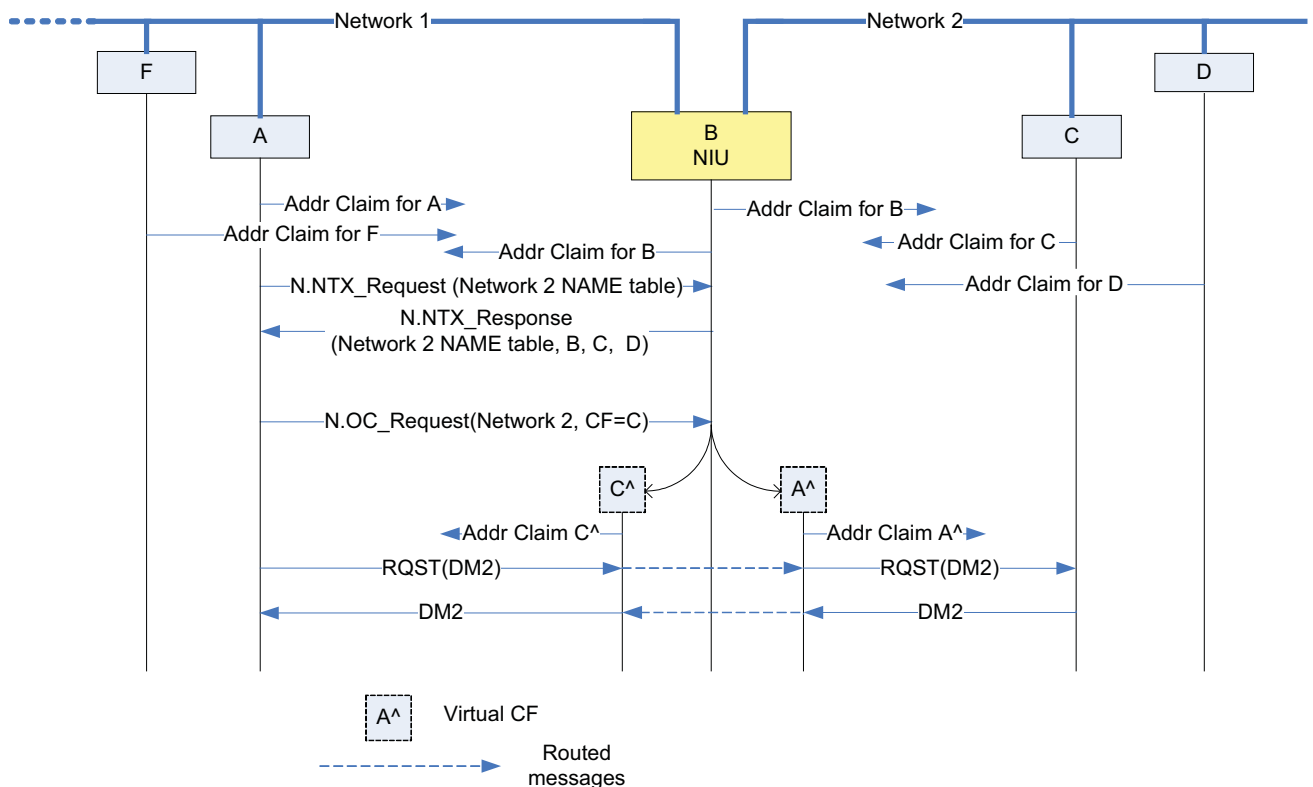 Network 1
Network 2
F
D
A
B
NIU
C
Addr Claim for A
Addr Claim for B
Addr Claim for F
Addr Claim for C
Addr Claim for B
N.NTX_Request (Network 2 NAME table)
Addr Claim for D
N.NTX_Response
(Network 2 NAME table, B, C, D)
N.OC_Request(Network 2, CF=C)
C^
A^
Addr Claim C^
Addr Claim A^
RQST(DM2)
RQST(DM2)
DM2
DM2
A^
Virtual CF
Routed
messages